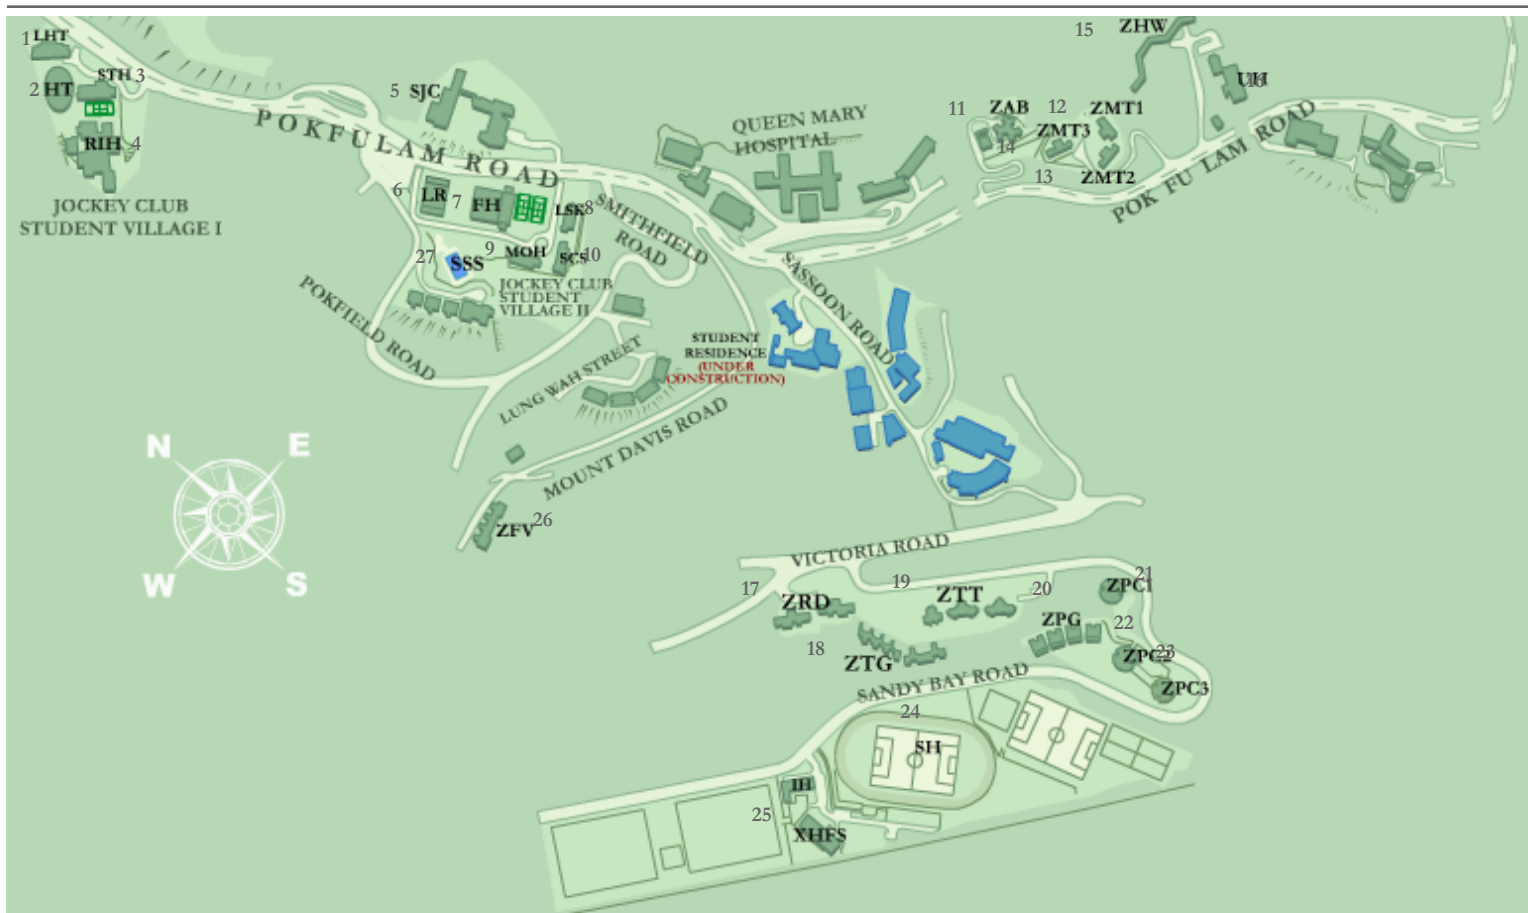 1 LHT
2 HT
STH 3
RIH 4
JOCKEY CLUB
STUDENT VILLAGE I
5 SJC
POKFULAM ROAD
6 LR
7 FH
LSK 8
9 MOH
SCS 10
27 SSS
JOCKEY CLUB
STUDENT
VILLAGE II
POKFIELD ROAD
SMITHFIELD
ROAD
QUEEN MARY
HOSPITAL
11 ZAB
12 ZMT1
ZMT3
14
13 ZMT2
15 ZHW
UH
16
POK FU LAM ROAD
SASSOON ROAD
STUDENT
RESIDENCE
(UNDER
CONSTRUCTION)
LUNG WAH STREET
MOUNT DAVIS ROAD
N
E
W
S
ZFV 26
VICTORIA ROAD
17 ZRD
18 ZTG
19 ZTT
20 ZPG
21
ZPC1
22
ZPC2 23
ZPC3
SANDY BAY ROAD
24
SH
IH
25
XHFS